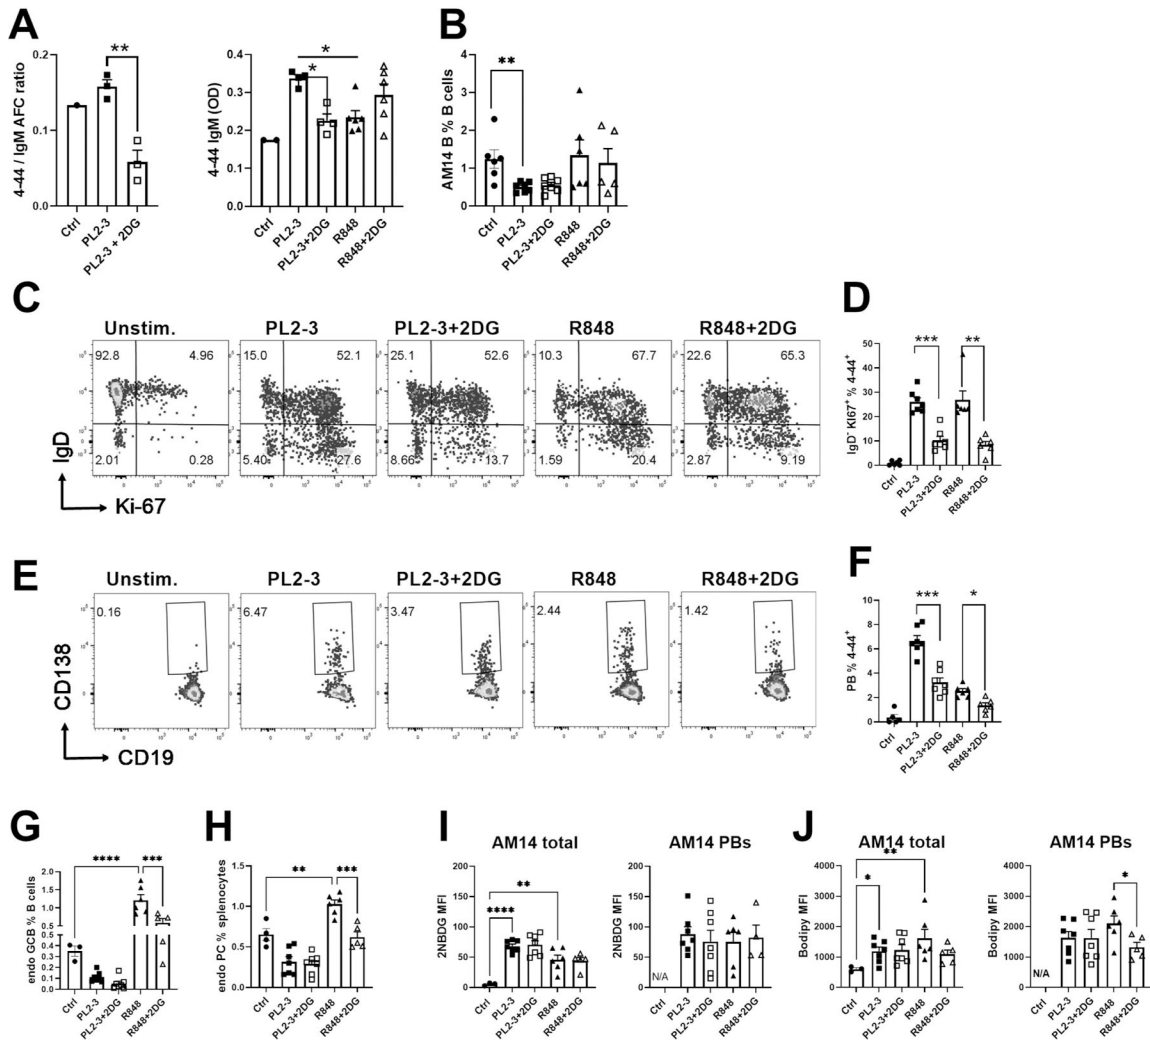 A
4-44 / IgM AFC ratio
0.2
0.1
0.0
**
Ctrl
PL2-3
PL2-3 + 2DG
4-44 IgM (OD)
0.4
0.3
0.2
0.1
0.0
*
*
Ctrl
PL2-3
PL2-3+2DG
R848
R848+2DG
B
AM14 B % B cells
4
3
2
1
0
**
Ctrl
PL2-3
PL2-3+2DG
R848
R848+2DG
C
Unstim. PL2-3 PL2-3+2DG R848 R848+2DG
92.8 4.96 15.0 52.1 25.1 52.6 10.3 67.7 22.6 65.3
2.01 0.28 5.40 27.6 8.66 13.7 1.59 20.4 2.87 9.19
IgD
Ki-67
D
IgD⁻ KI67⁺ % 4-44⁺
50
40
30
20
10
0
*** **
Ctrl
PL2-3
PL2-3+2DG
R848
R848+2DG
E
Unstim. PL2-3 PL2-3+2DG R848 R848+2DG
0.16 6.47 3.47 2.44 1.42
CD138
CD19
F
PB % 4-44⁺
10
8
6
4
2
0
*** *
Ctrl
PL2-3
PL2-3+2DG
R848
R848+2DG
G
endo GCB % B cells
2.0
1.5
1.0
0.5
0.4
0.2
0.0
**** ***
Ctrl
PL2-3
PL2-3+2DG
R848
R848+2DG
H
endo PC % splenocytes
1.5
1.0
0.5
0.0
** ***
Ctrl
PL2-3
PL2-3+2DG
R848
R848+2DG
I
AM14 total
2NBDG MFI
200
150
100
50
0
****
**
Ctrl
PL2-3
PL2-3+2DG
R848
R848+2DG
AM14 PBs
2NBDG MFI
200
150
100
50
0
N/A
Ctrl
PL2-3
PL2-3+2DG
R848
R848+2DG
J
AM14 total
Bodipy MFI
4000
3000
2000
1000
0
**
*
Ctrl
PL2-3
PL2-3+2DG
R848
R848+2DG
AM14 PBs
Bodipy MFI
4000
3000
2000
1000
0
N/A
*
Ctrl
PL2-3
PL2-3+2DG
R848
R848+2DG